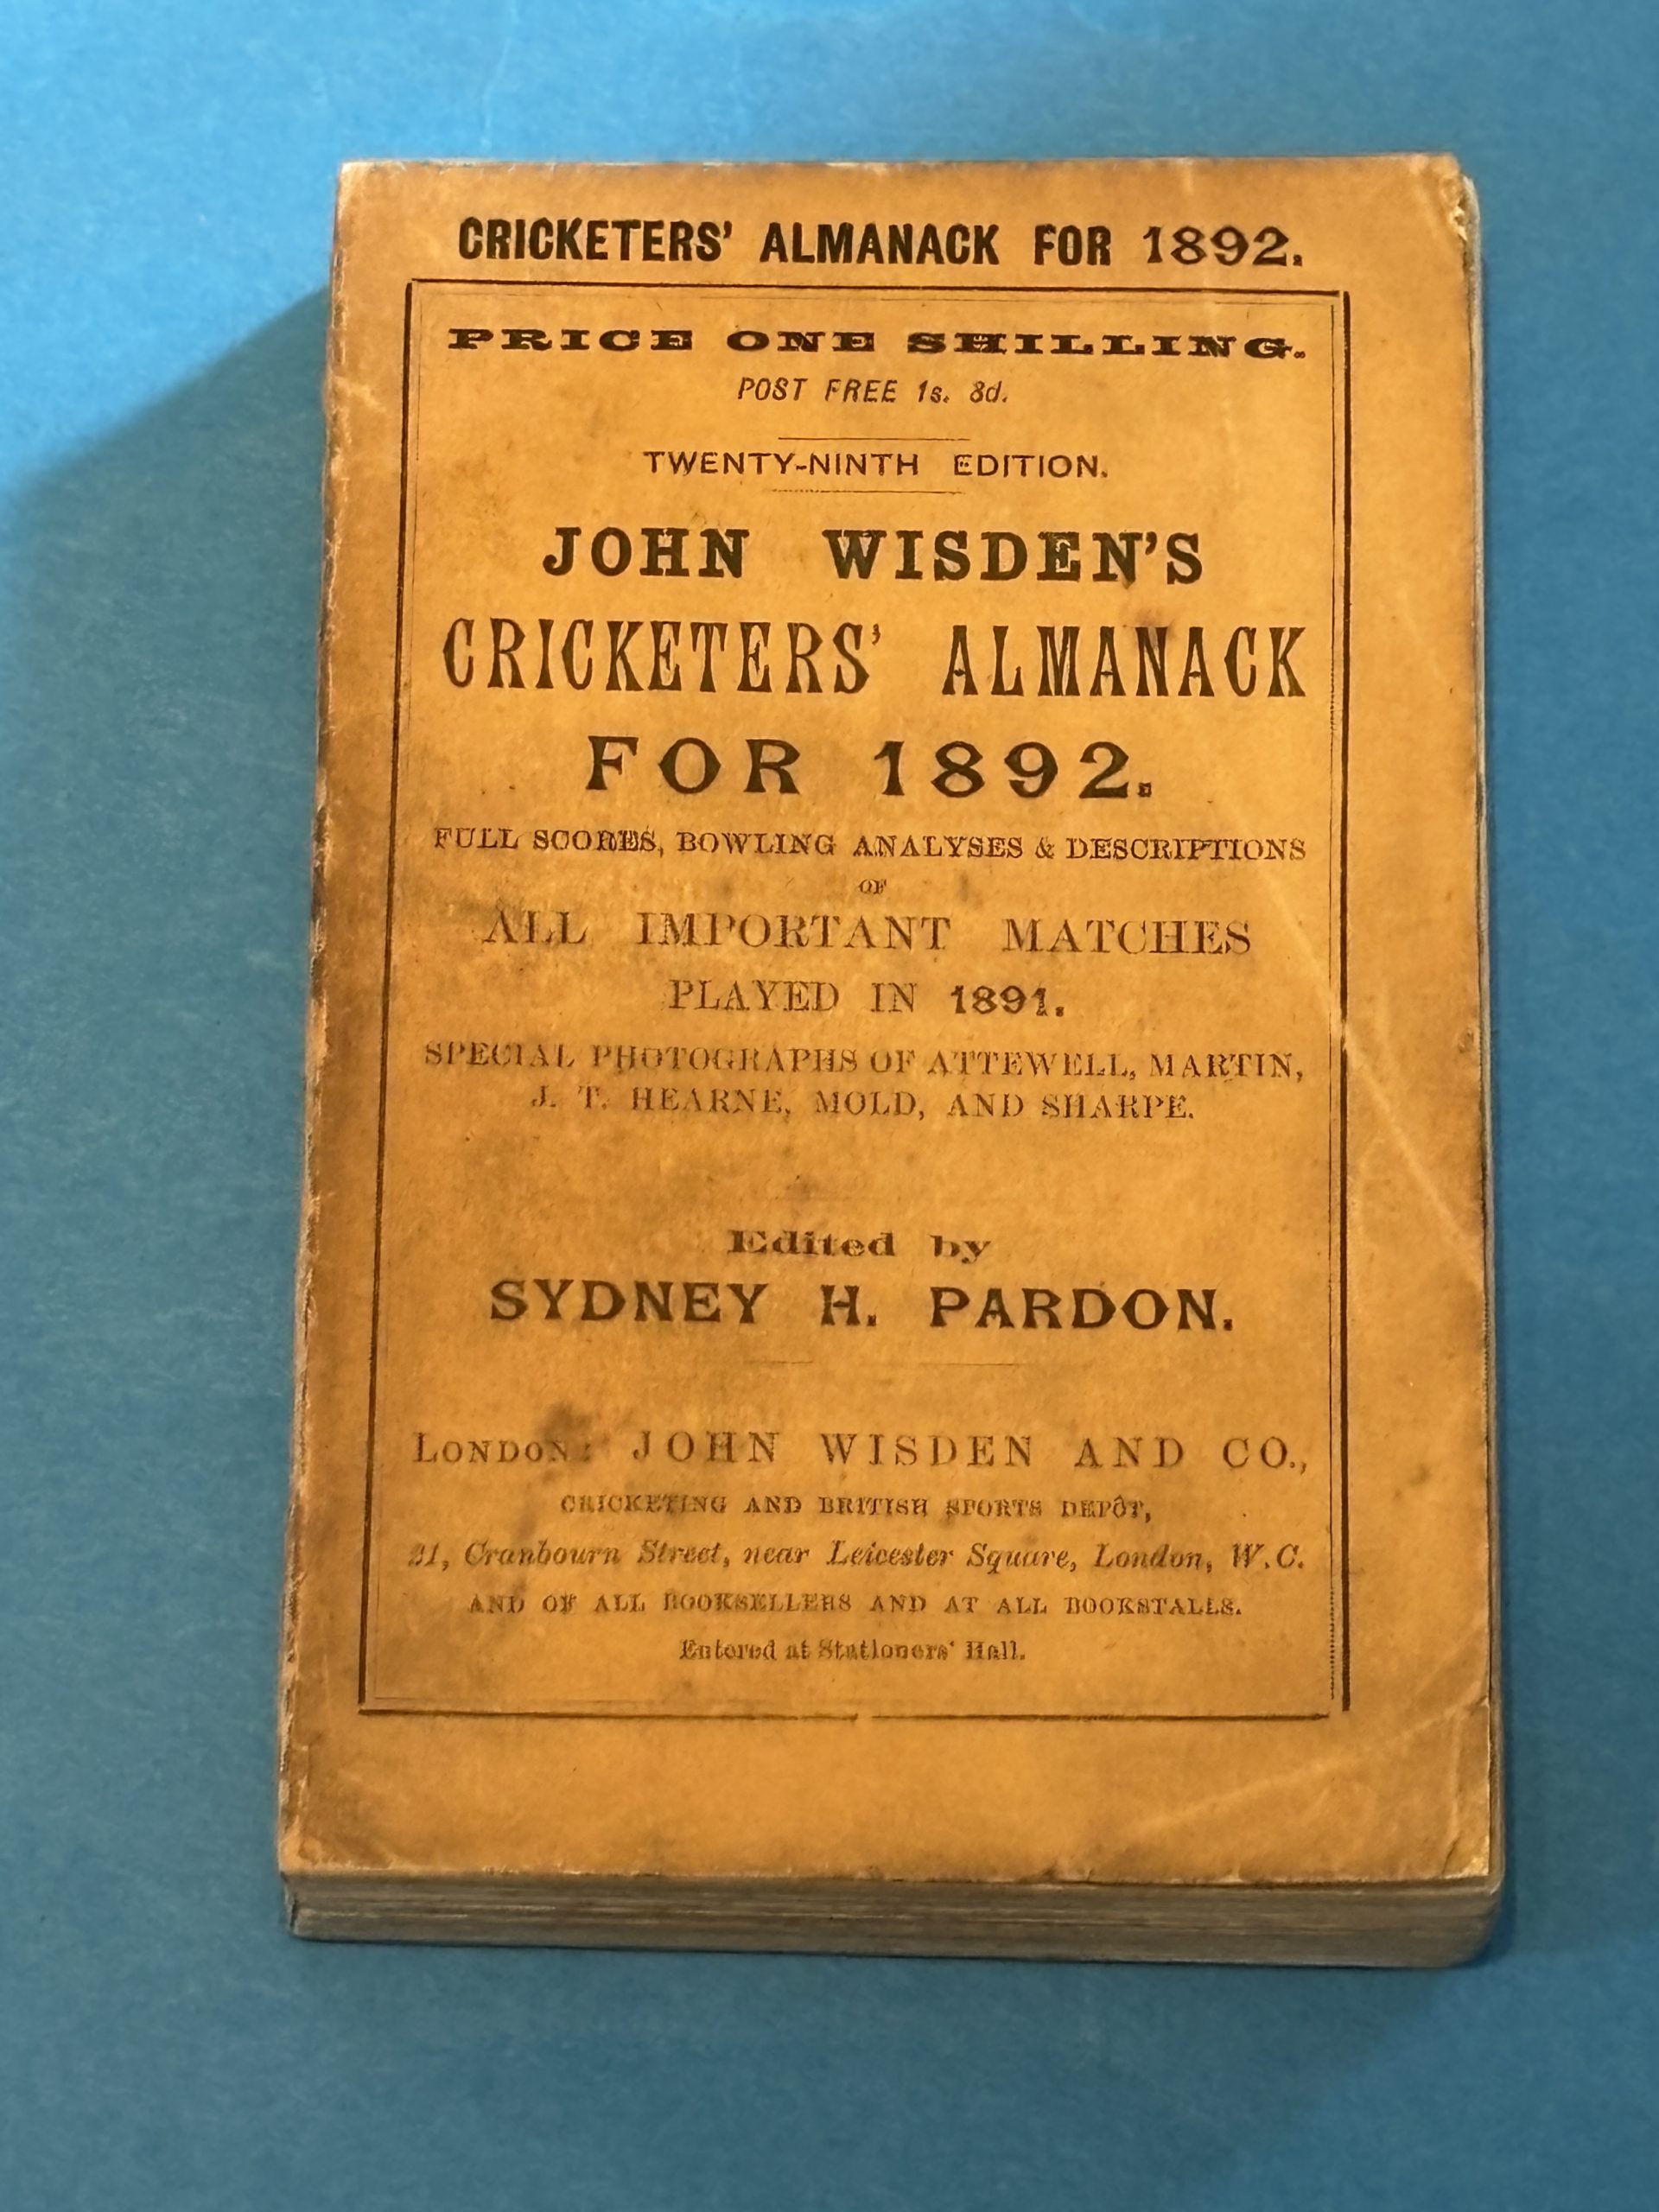 CRICKETERS' ALMANACK FOR 1892.
PRICE ONE SHILLING.
POST FREE 1s. 3d.
TWENTY-NINTH EDITION.
JOHN WISDEN'S
CRICKETERS' ALMANACK
FOR 1892.
FULL SCORES, BOWLING ANALYSES & DESCRIPTIONS
OF
ALL IMPORTANT MATCHES
PLAYED IN 1891.
SPECIAL PHOTOGRAPHS OF ATTEWELL, MARTIN,
J. T. HEARNE, MOLD, AND SHARPE.
Edited by
SYDNEY H. PARDON.
LONDON: JOHN WISDEN AND CO.,
CRICKETING AND BRITISH SPORTS DEPÔT,
21, Cranbourn Street, near Leicester Square, London, W.C.
AND OF ALL BOOKSELLERS AND AT ALL BOOKSTALLS.
Entered at Stationers' Hall.